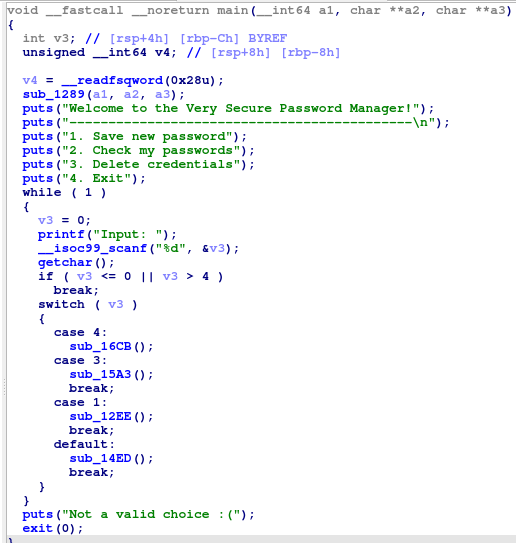 void __fastcall __noreturn main(__int64 a1, char **a2, char **a3)
{
int v3; // [rsp+4h] [rbp-Ch] BYREF
unsigned __int64 v4; // [rsp+8h] [rbp-8h]
v4 = __readfsqword(0x28u);
sub_1289(a1, a2, a3);
puts("Welcome to the Very Secure Password Manager!");
puts("--------------------------------------------\n");
puts("1. Save new password");
puts("2. Check my passwords");
puts("3. Delete credentials");
puts("4. Exit");
while ( 1 )
{
v3 = 0;
printf("Input: ");
__isoc99_scanf("%d", &v3);
getchar();
if ( v3 <= 0 || v3 > 4 )
break;
switch ( v3 )
{
case 4:
sub_16CB();
case 3:
sub_15A3();
break;
case 1:
sub_12EE();
break;
default:
sub_14ED();
break;
}
}
puts("Not a valid choice :(");
exit(0);
}